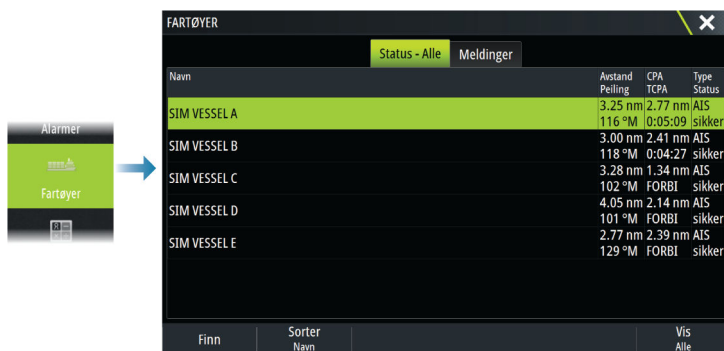 FARTØYER
Status - Alle Meldinger
Navn Avstand CPA Type
Peiling TCPA Status
SIM VESSEL A 3.25 nm 2.77 nm AIS
116 °M 0:05:09 sikker
SIM VESSEL B 3.00 nm 2.41 nm AIS
118 °M 0:04:27 sikker
SIM VESSEL C 3.28 nm 1.34 nm AIS
102 °M FORBI sikker
SIM VESSEL D 4.05 nm 2.14 nm AIS
101 °M FORBI sikker
SIM VESSEL E 2.77 nm 2.39 nm AIS
129 °M FORBI sikker
Finn Sorter Vis
Navn Alle
Alarmer
Fartøyer